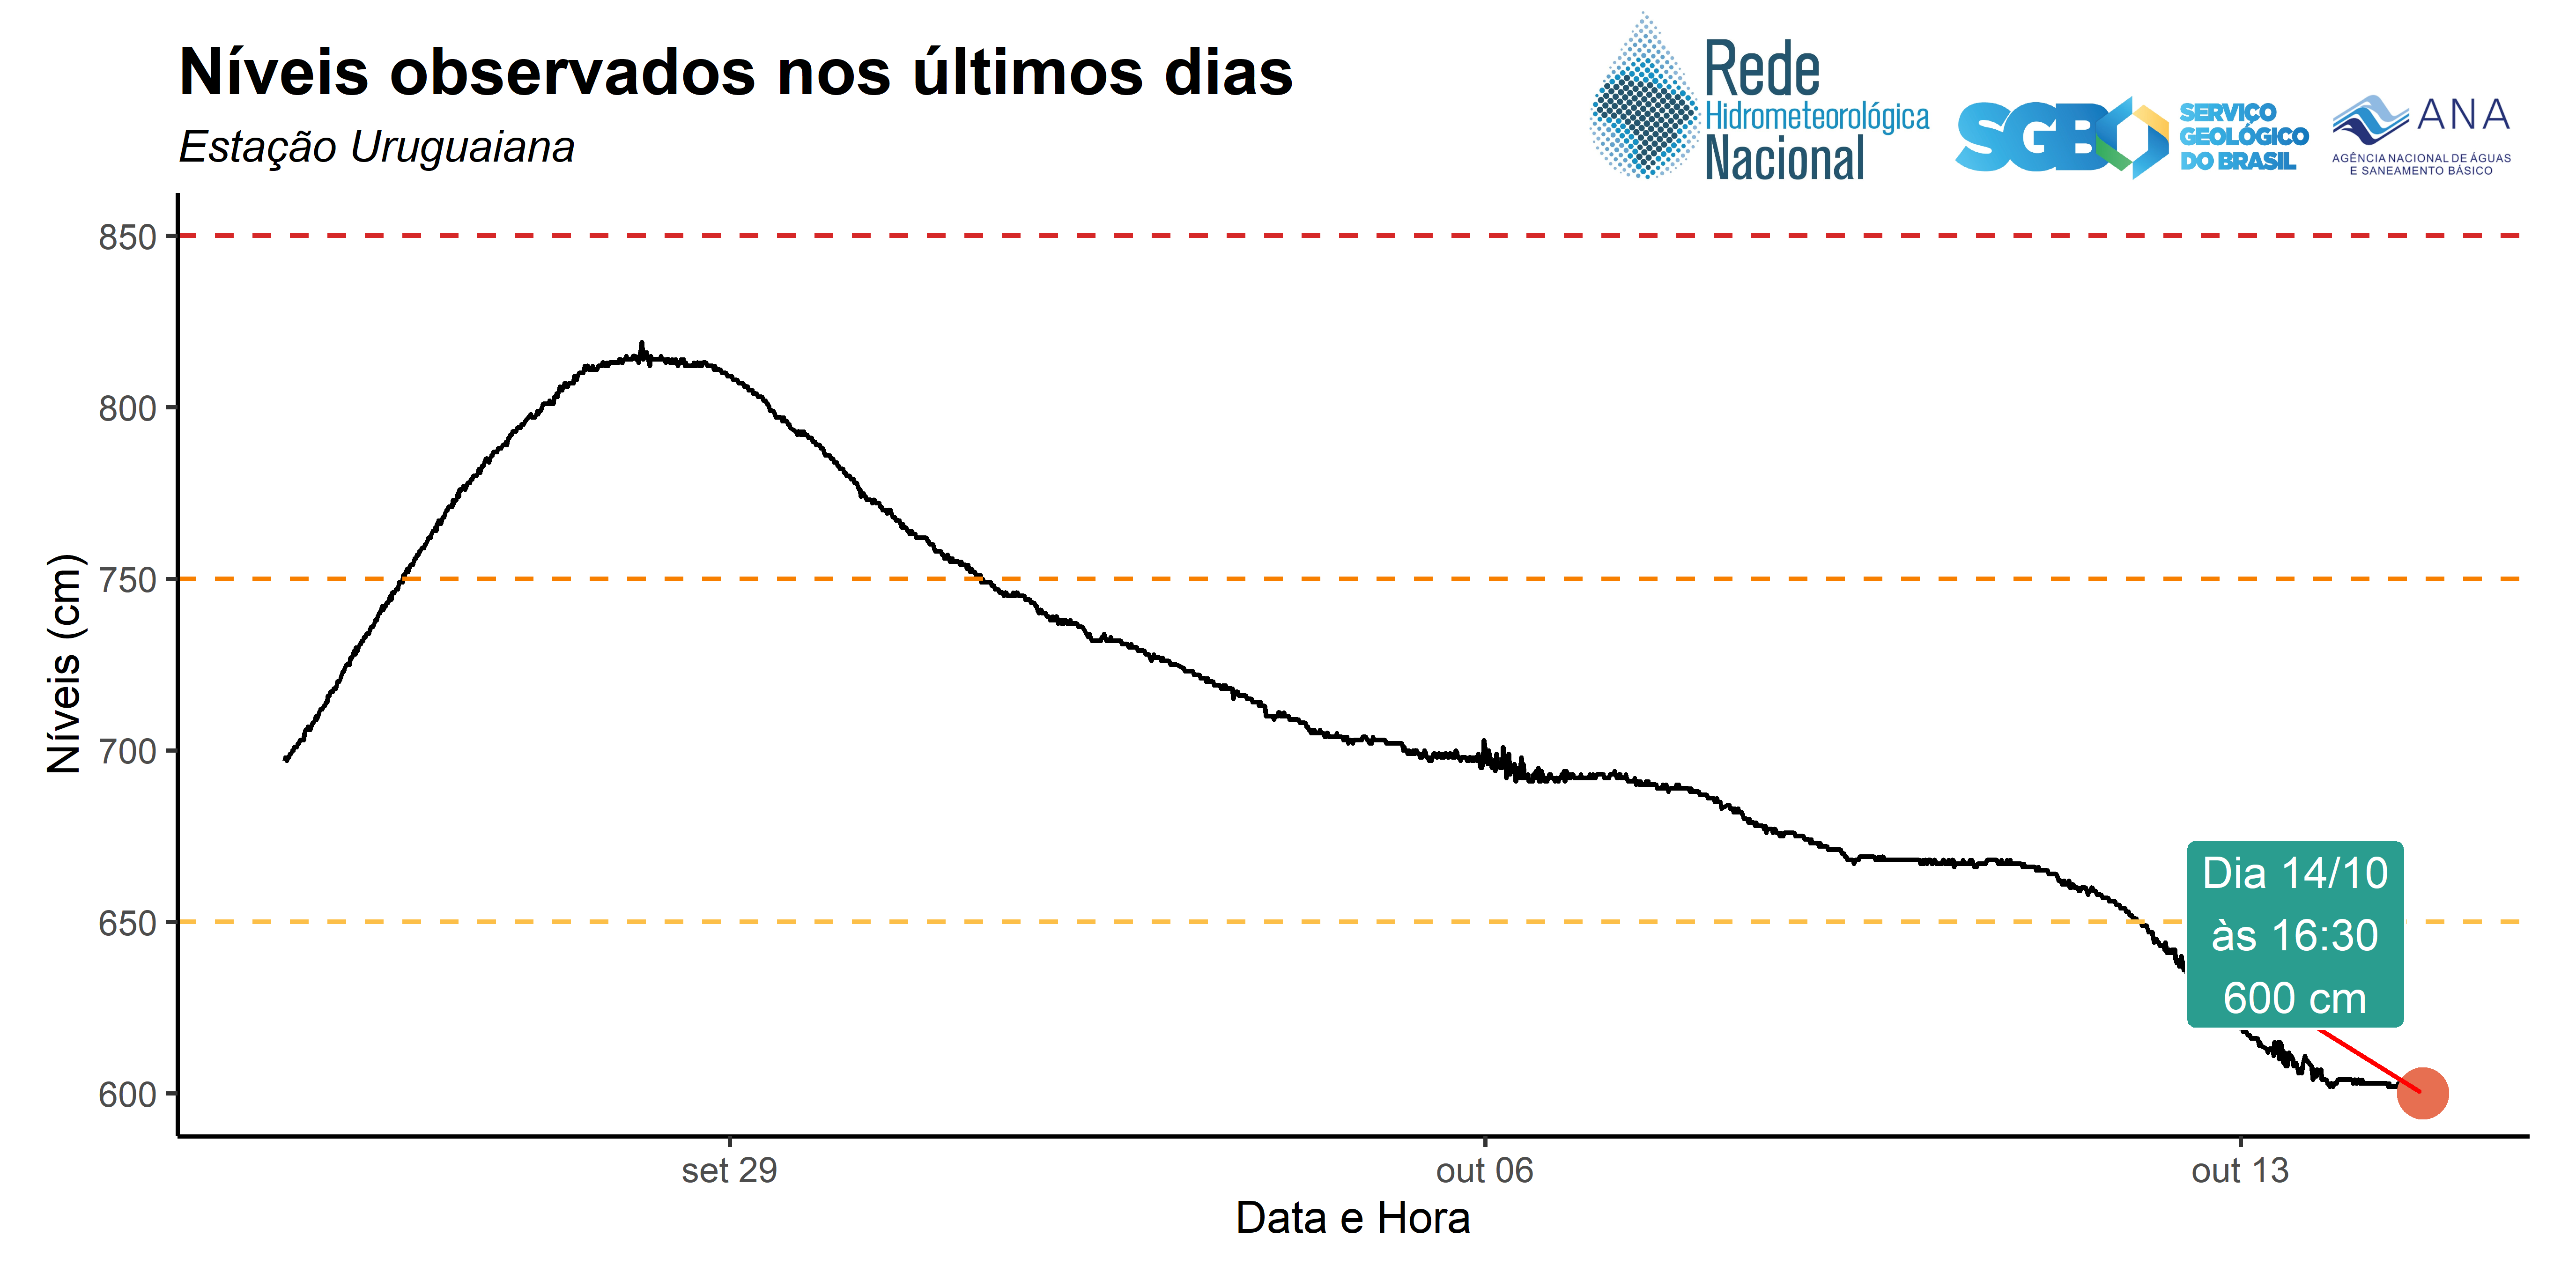 Níveis observados nos últimos dias
Estação Uruguaiana
Rede
Hidrometeorológica
Nacional
SGB
SERVIÇO
GEOLÓGICO
DO BRASIL
ANA
AGÊNCIA NACIONAL DE ÁGUAS
E SANEAMENTO BÁSICO
Níveis (cm)
850
800
750
700
650
600
Dia 14/10
às 16:30
600 cm
set 29
out 06
out 13
Data e Hora